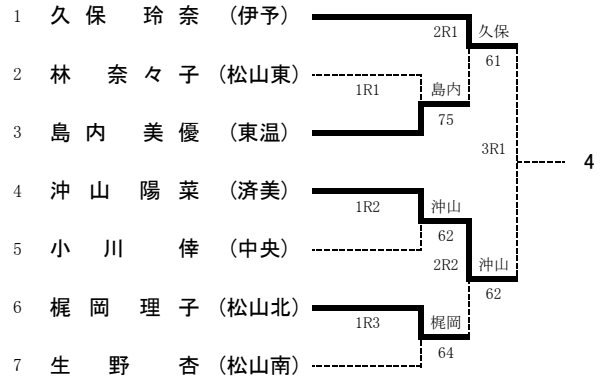 1 久保 玲奈 (伊予)
2R1 久保
61
2 林 奈々子 (松山東)
1R1 島内
75
3 島内 美優 (東温)
3R1
4
4 沖山 陽菜 (済美)
1R2 沖山
62
5 小川 倖 (中央)
2R2 沖山
62
6 梶岡 理子 (松山北)
1R3 梶岡
64
7 生野 杏 (松山南)